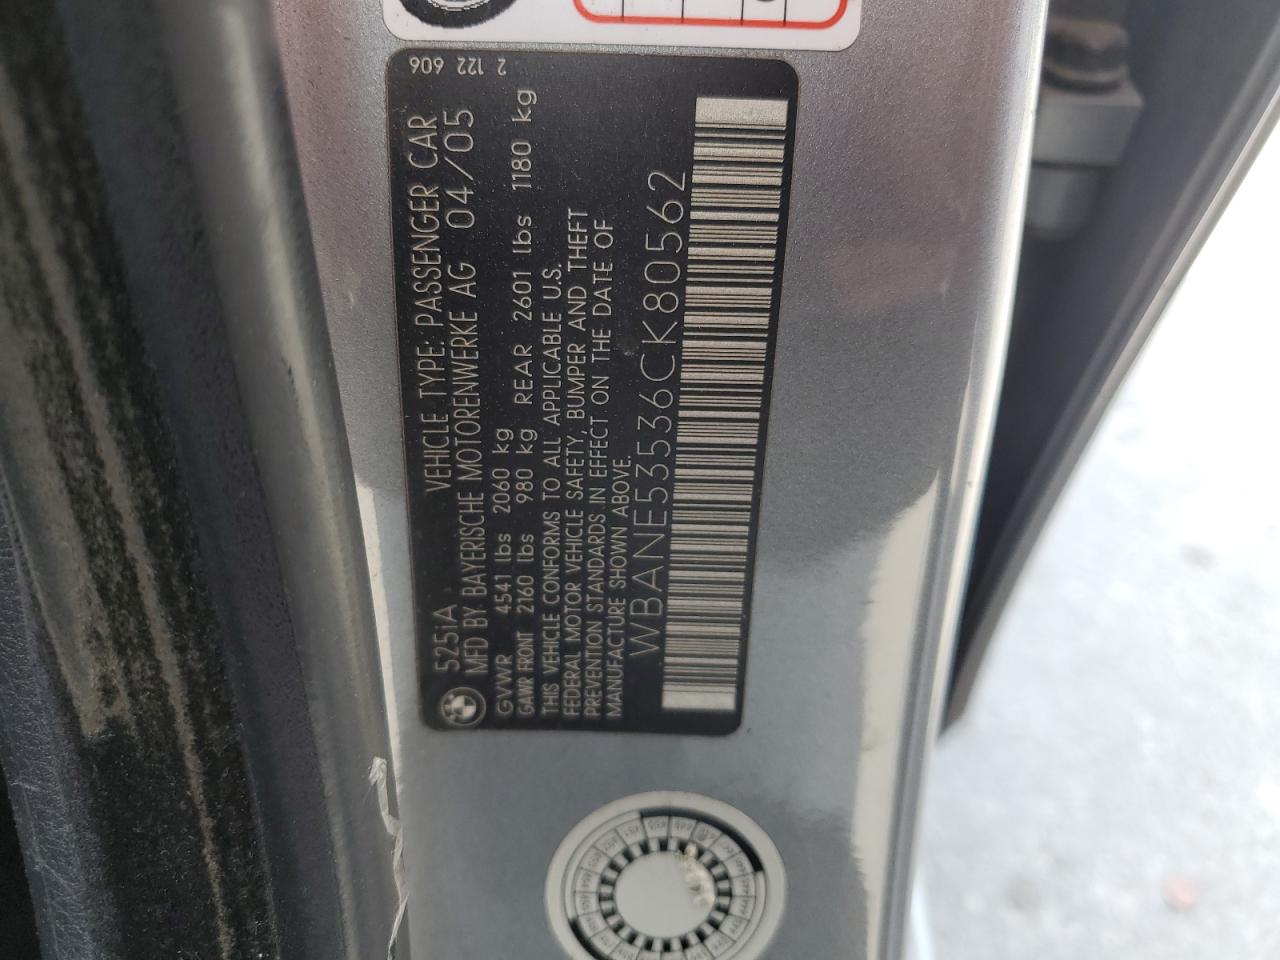 2 122 606
525iA VEHICLE TYPE: PASSENGER CAR
MFD BY BAYERISCHE MOTORENWERKE AG 04/05
GVWR 4541 lbs 2060 kg
GAWR FRONT 2160 lbs 980 kg REAR 2601 lbs 1180 kg
THIS VEHICLE CONFORMS TO ALL APPLICABLE U.S.
FEDERAL MOTOR VEHICLE SAFETY, BUMPER AND THEFT
PREVENTION STANDARDS IN EFFECT ON THE DATE OF
MANUFACTURE SHOWN ABOVE.
WBANE53536CK80562